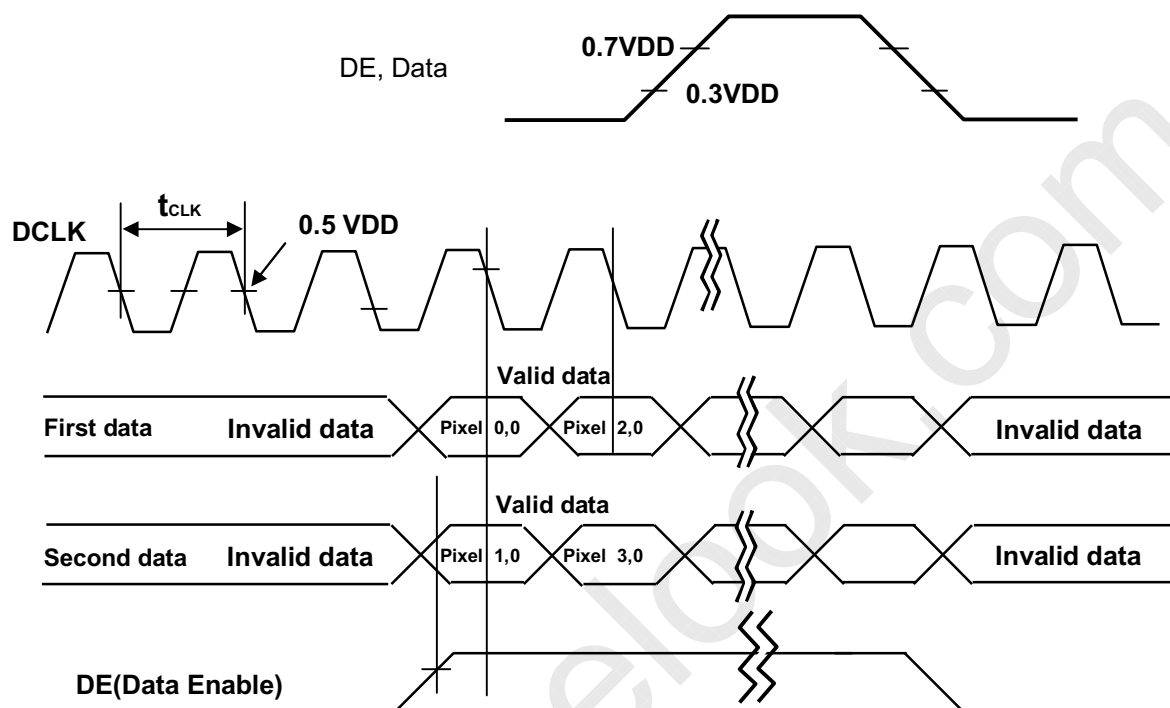 0.7VDD
DE, Data
0.3VDD
tCLK
0.5 VDD
DCLK
Valid data
First data Invalid data Pixel 0,0 Pixel 2,0 Invalid data
Valid data
Second data Invalid data Pixel 1,0 Pixel 3,0 Invalid data
DE(Data Enable)
elook.com